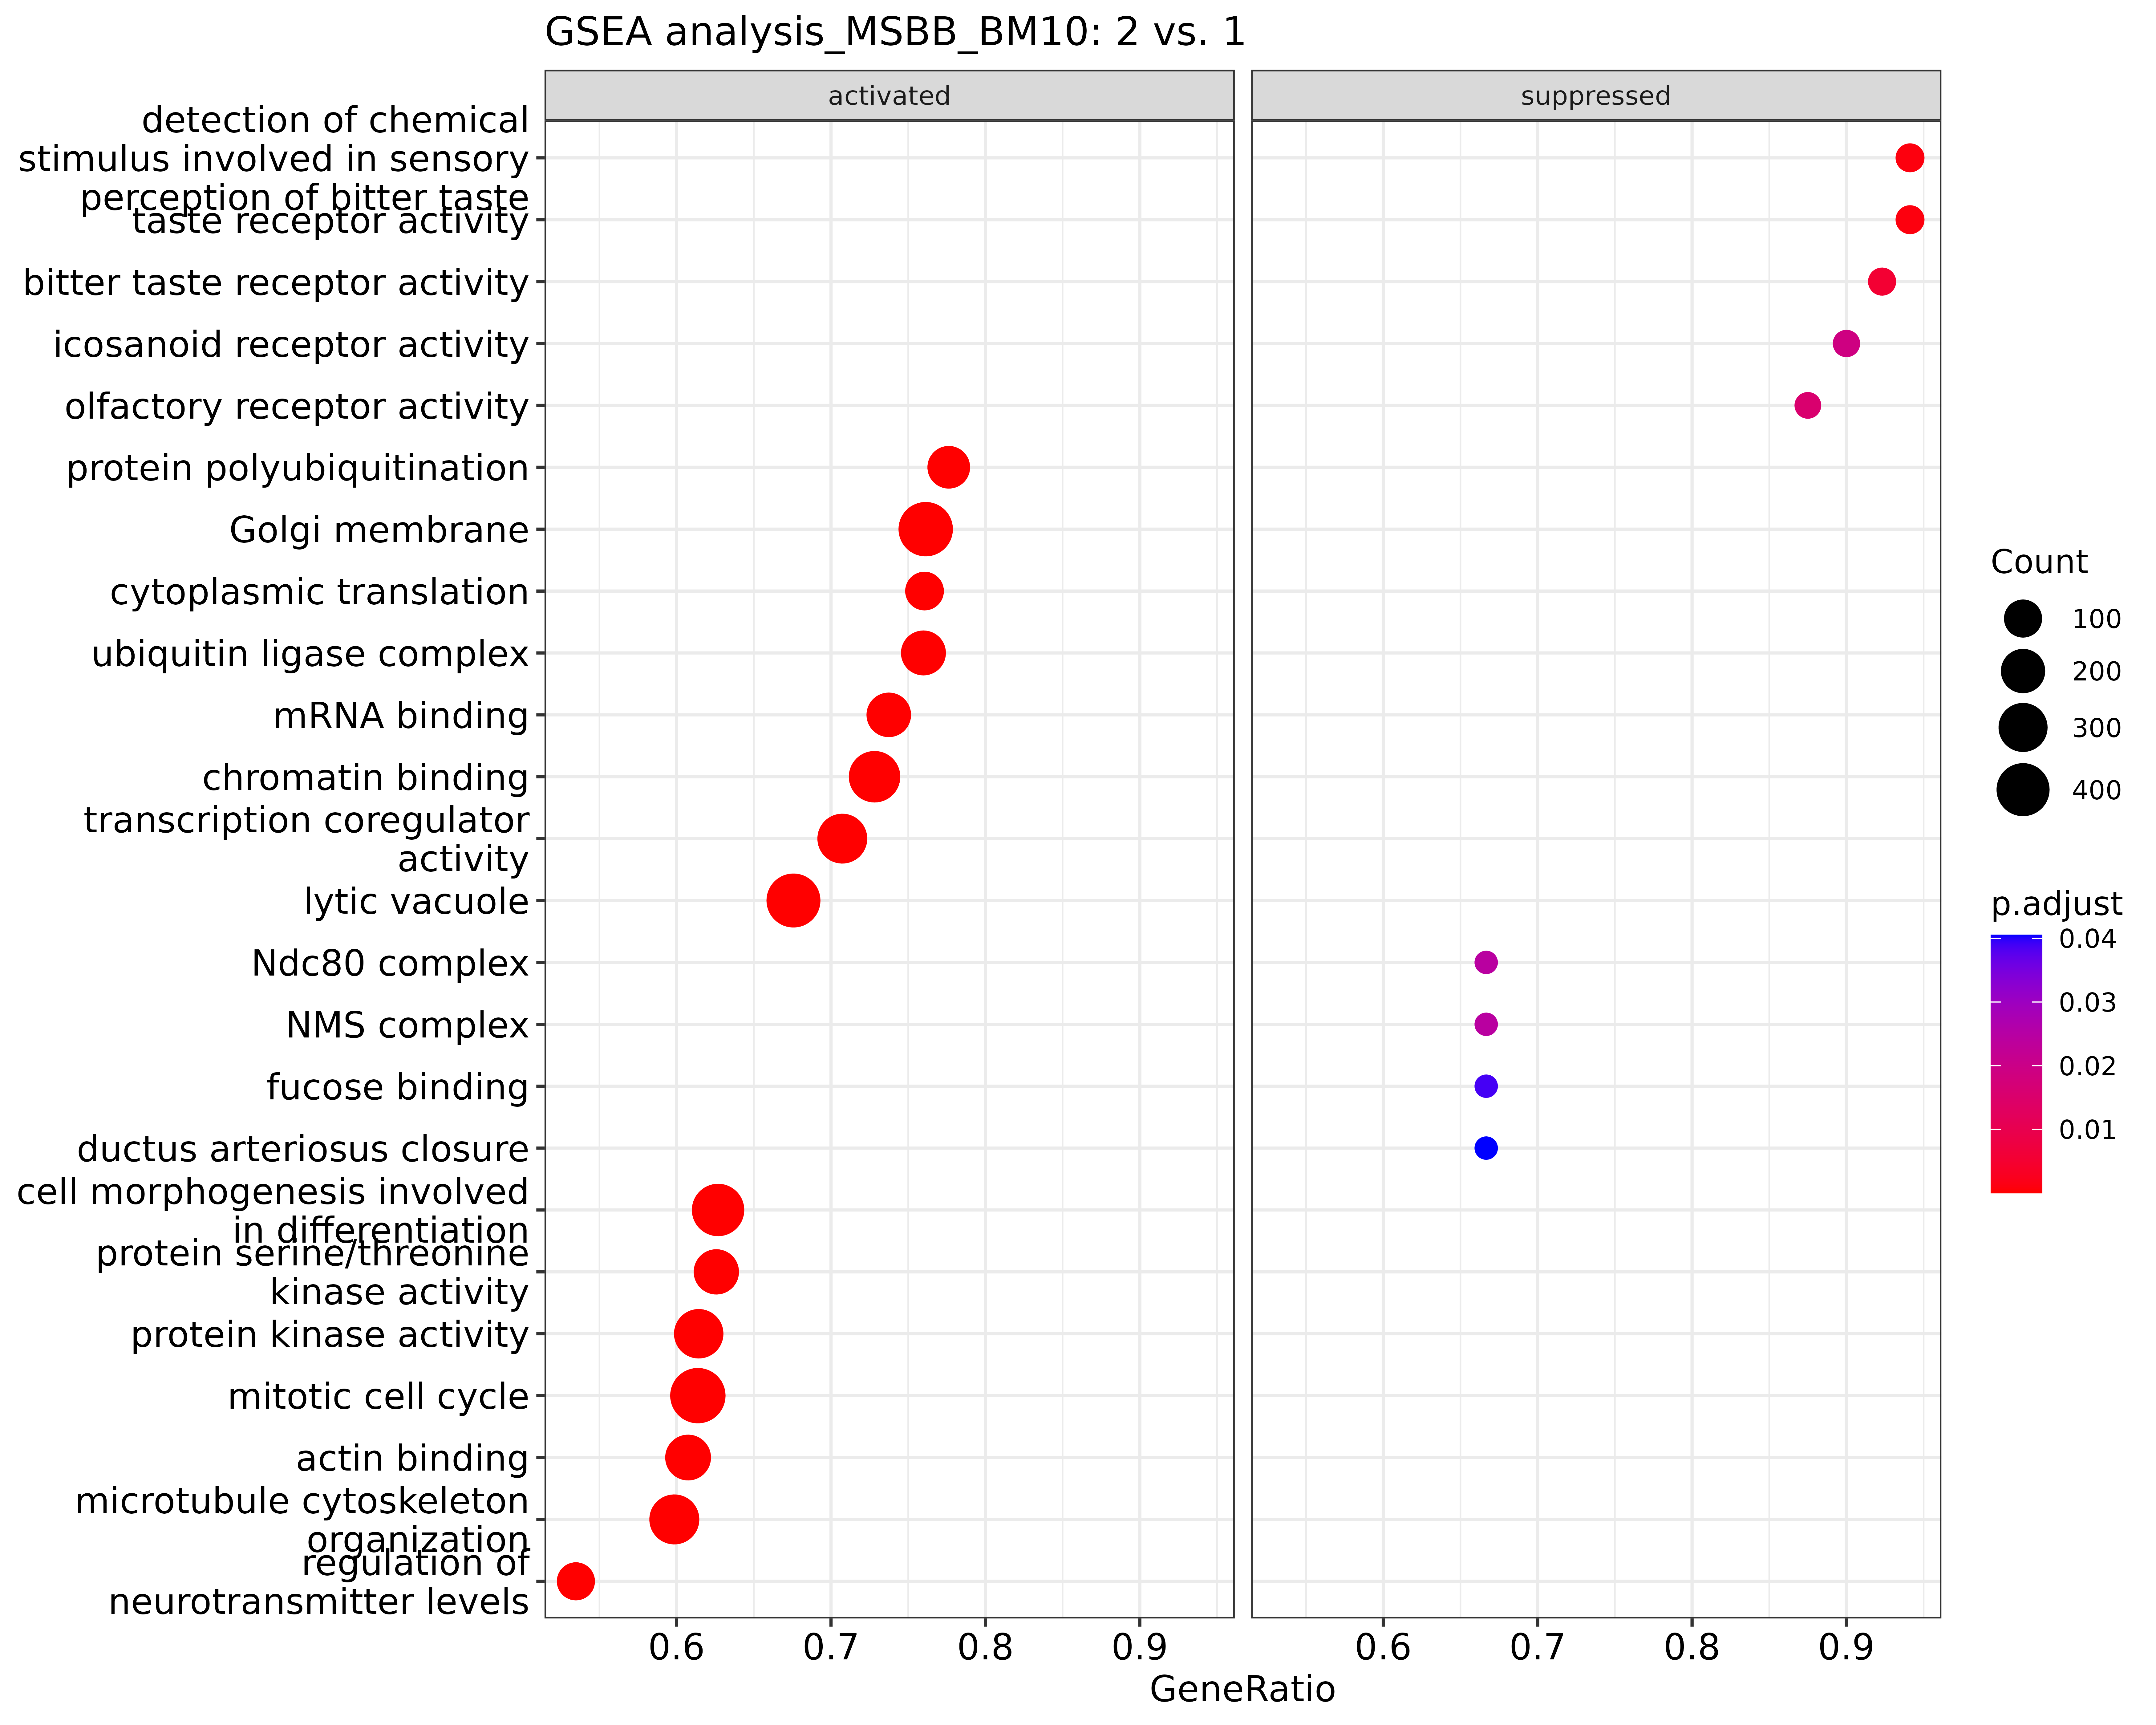 GSEA analysis_MSBB_BM10: 2 vs. 1
activated
suppressed
detection of chemical
stimulus involved in sensory
perception of bitter taste
taste receptor activity
bitter taste receptor activity
icosanoid receptor activity
olfactory receptor activity
protein polyubiquitination
Golgi membrane
cytoplasmic translation
ubiquitin ligase complex
mRNA binding
chromatin binding
transcription coregulator
activity
lytic vacuole
Ndc80 complex
NMS complex
fucose binding
ductus arteriosus closure
cell morphogenesis involved
in differentiation
protein serine/threonine
kinase activity
protein kinase activity
mitotic cell cycle
actin binding
microtubule cytoskeleton
organization
regulation of
neurotransmitter levels
0.6 0.7 0.8 0.9
0.6 0.7 0.8 0.9
GeneRatio
Count
100
200
300
400
p.adjust
0.04
0.03
0.02
0.01